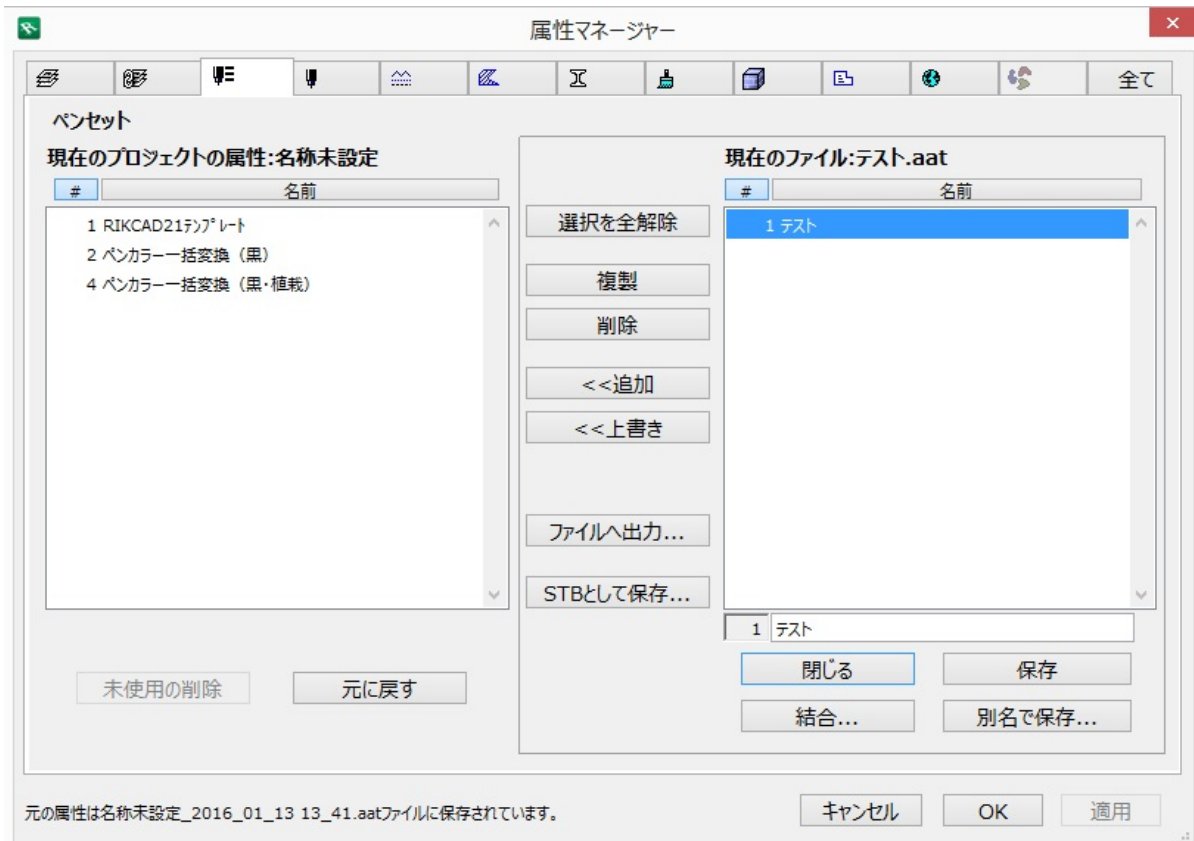 属性マネージャー
全て
ペンセット
現在のプロジェクトの属性:名称未設定
# 名前
1 RIKCAD21ﾃﾝﾌﾟﾚｰﾄ
2 ペンカラー一括変換（黒）
4 ペンカラー一括変換（黒・植栽）
未使用の削除
元に戻す
選択を全解除
複製
削除
<<追加
<<上書き
ファイルへ出力...
STBとして保存...
現在のファイル:テスト.aat
# 名前
1 テスト
1 テスト
閉じる
保存
結合...
別名で保存...
元の属性は名称未設定_2016_01_13 13_41.aatファイルに保存されています。
キャンセル
OK
適用